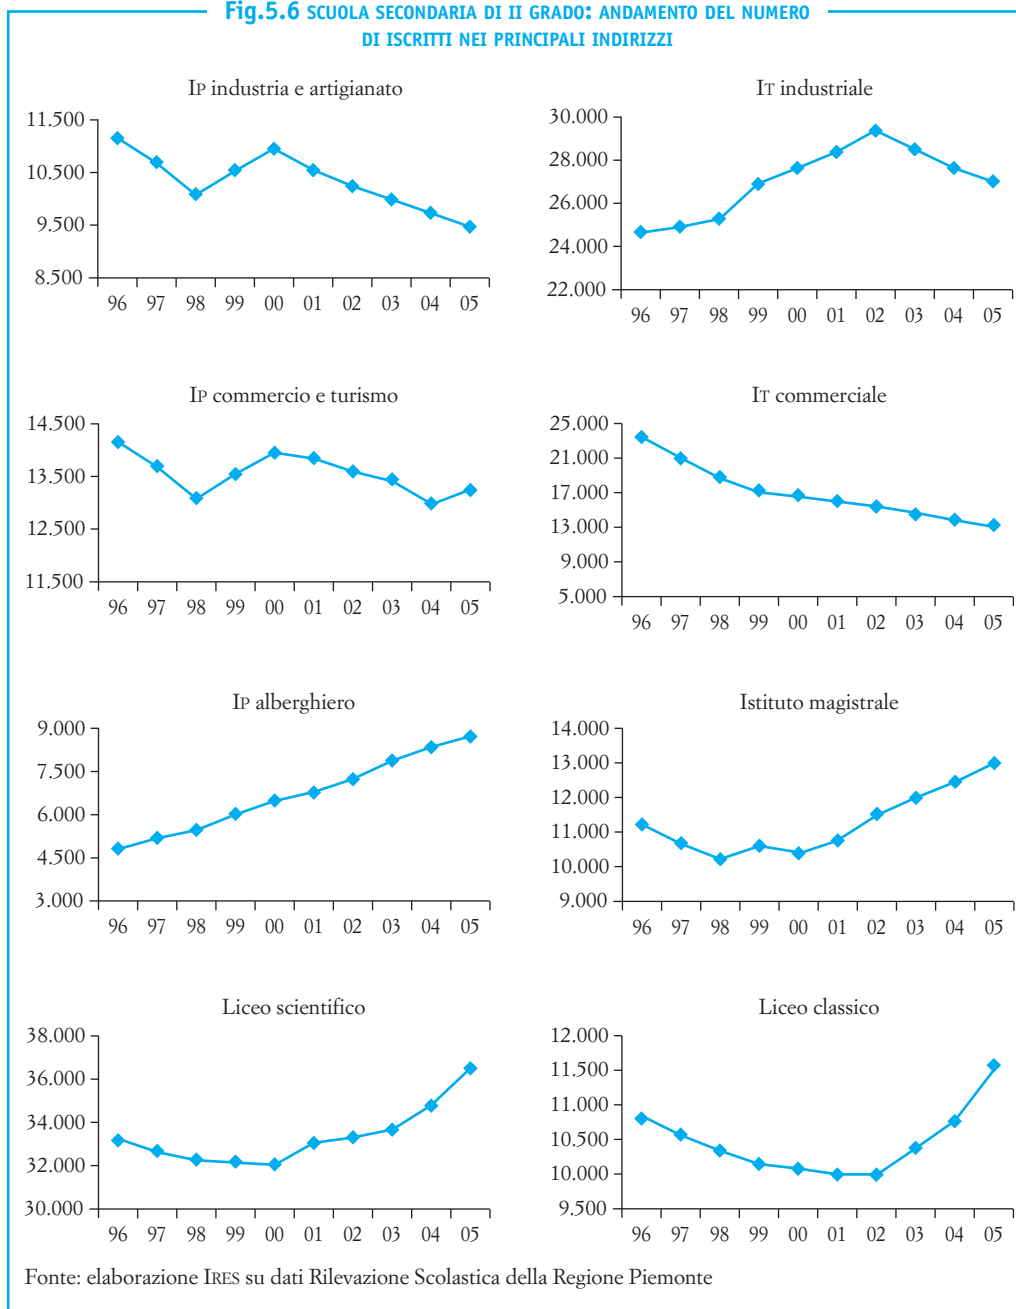 Fig.5.6 SCUOLA SECONDARIA DI II GRADO: ANDAMENTO DEL NUMERO
DI ISCRITTI NEI PRINCIPALI INDIRIZZI
IP industria e artigianato
11.500
10.500
9.500
8.500
96 97 98 99 00 01 02 03 04 05
IT industriale
30.000
28.000
26.000
24.000
22.000
96 97 98 99 00 01 02 03 04 05
IP commercio e turismo
14.500
13.500
12.500
11.500
96 97 98 99 00 01 02 03 04 05
IT commerciale
25.000
21.000
17.000
13.000
9.000
5.000
96 97 98 99 00 01 02 03 04 05
IP alberghiero
9.000
7.500
6.000
4.500
3.000
96 97 98 99 00 01 02 03 04 05
Istituto magistrale
14.000
13.000
12.000
11.000
10.000
9.000
96 97 98 99 00 01 02 03 04 05
Liceo scientifico
38.000
36.000
34.000
32.000
30.000
96 97 98 99 00 01 02 03 04 05
Liceo classico
12.000
11.500
11.000
10.500
10.000
9.500
96 97 98 99 00 01 02 03 04 05
Fonte: elaborazione IRES su dati Rilevazione Scolastica della Regione Piemonte